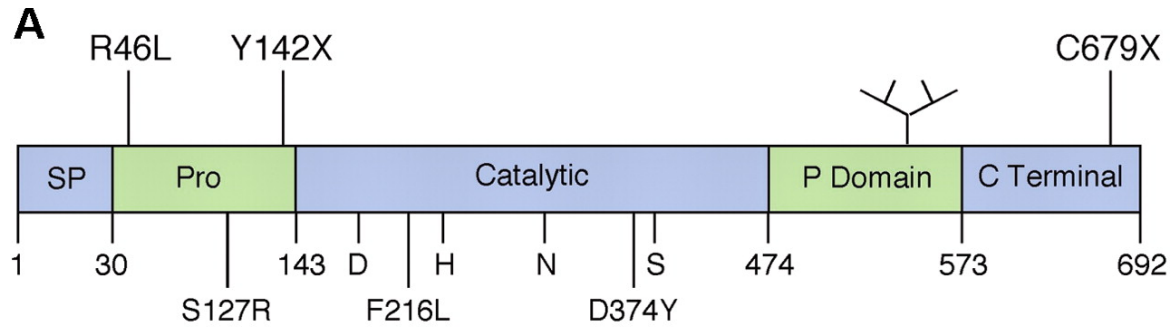 A
R46L Y142X C679X
SP Pro Catalytic P Domain C Terminal
1 30 143 D H N S 474 573 692
S127R F216L D374Y